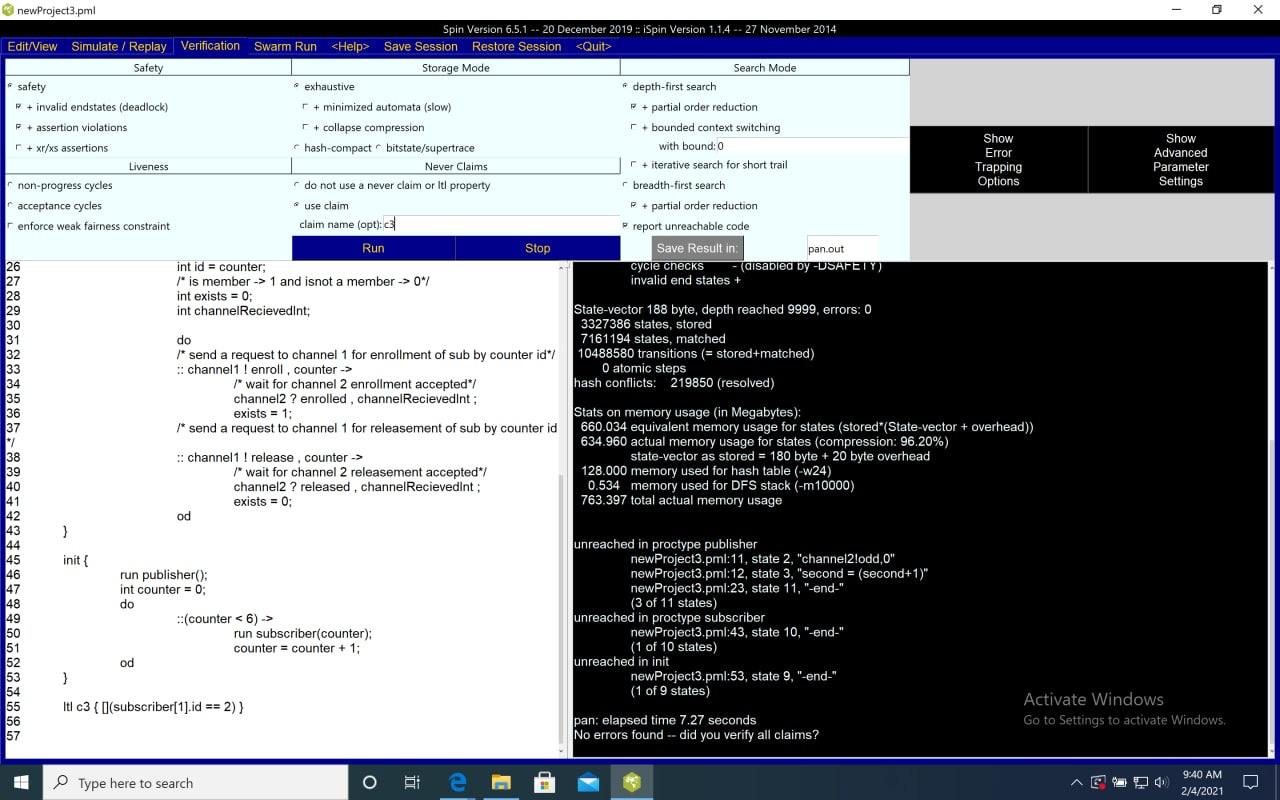 newProject3.pml
Spin Version 6.5.1 -- 20 December 2019 :: iSpin Version 1.1.4 -- 27 November 2014
Edit/View Simulate / Replay Verification Swarm Run <Help> Save Session Restore Session <Quit>
Safety Storage Mode Search Mode
safety exhaustive depth-first search
+ invalid endstates (deadlock) + minimized automata (slow) + partial order reduction
+ assertion violations + collapse compression + bounded context switching
+ xr/xs assertions hash-compact bitstate/supertrace with bound: 0
Liveness Never Claims + iterative search for short trail
non-progress cycles do not use a never claim or ltl property breadth-first search
acceptance cycles use claim + partial order reduction
enforce weak fairness constraint claim name (opt): c3 report unreachable code
Run Stop Save Result in: pan.out
Show
Error
Trapping
Options
Show
Advanced
Parameter
Settings
26 int id = counter;
27 /* is member -> 1 and isnot a member -> 0*/
28 int exists = 0;
29 int channelRecievedInt;
30
31 do
32 /* send a request to channel 1 for enrollment of sub by counter id*/
33 :: channel1 ! enroll , counter ->
34 /* wait for channel 2 enrollment accepted*/
35 channel2 ? enrolled , channelRecievedInt ;
36 exists = 1;
37 /* send a request to channel 1 for releasement of sub by counter id
*/
38 :: channel1 ! release , counter ->
39 /* wait for channel 2 releasement accepted*/
40 channel2 ? released , channelRecievedInt ;
41 exists = 0;
42 od
43 }
44
45 init {
46 run publisher();
47 int counter = 0;
48 do
49 ::(counter < 6) ->
50 run subscriber(counter);
51 counter = counter + 1;
52 od
53 }
54
55 ltl c3 { [](subscriber[1].id == 2) }
56
57
cycle checks - (disabled by -DSAFETY)
invalid end states +
State-vector 188 byte, depth reached 9999, errors: 0
3327386 states, stored
7161194 states, matched
10488580 transitions (= stored+matched)
0 atomic steps
hash conflicts: 219850 (resolved)
Stats on memory usage (in Megabytes):
660.034 equivalent memory usage for states (stored*(State-vector + overhead))
634.960 actual memory usage for states (compression: 96.20%)
state-vector as stored = 180 byte + 20 byte overhead
128.000 memory used for hash table (-w24)
0.534 memory used for DFS stack (-m10000)
763.397 total actual memory usage
unreached in proctype publisher
newProject3.pml:11, state 2, "channel2!odd,0"
newProject3.pml:12, state 3, "second = (second+1)"
newProject3.pml:23, state 11, "-end-"
(3 of 11 states)
unreached in proctype subscriber
newProject3.pml:43, state 10, "-end-"
(1 of 10 states)
unreached in init
newProject3.pml:53, state 9, "-end-"
(1 of 9 states)
pan: elapsed time 7.27 seconds
No errors found -- did you verify all claims?
Activate Windows
Go to Settings to activate Windows.
Type here to search
9:40 AM
2/4/2021